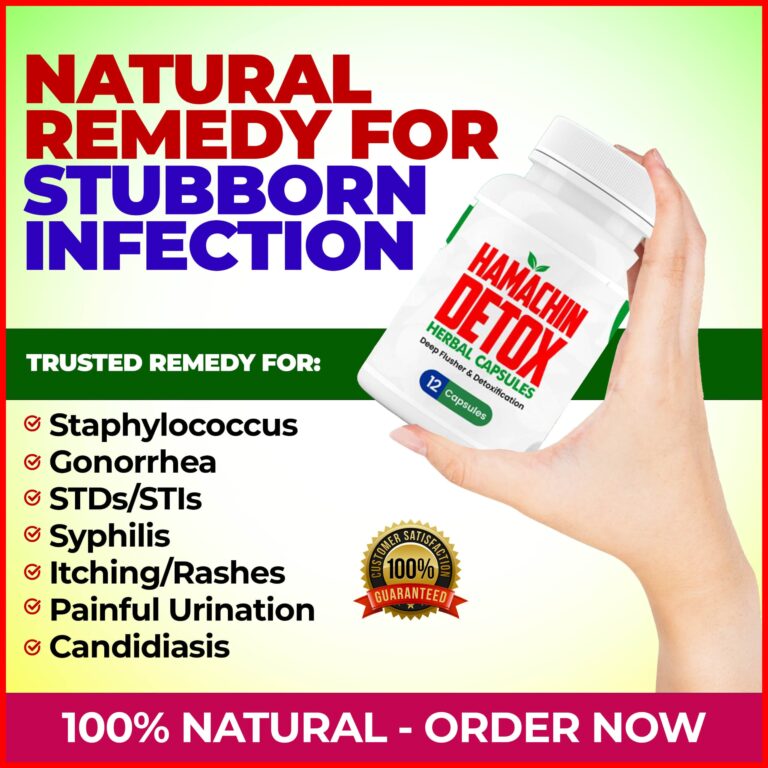 NATURAL
REMEDY FOR
STUBBORN
INFECTION
HAMACHIN
DETOX
HERBAL CAPSULES
Deep Flusher & Detoxification
12 Capsules
TRUSTED REMEDY FOR:
Staphylococcus
Gonorrhea
STDs/STIs
Syphilis
Itching/Rashes
Painful Urination
Candidiasis
CUSTOMER SATISFACTION
100%
GUARANTEED
100% NATURAL - ORDER NOW